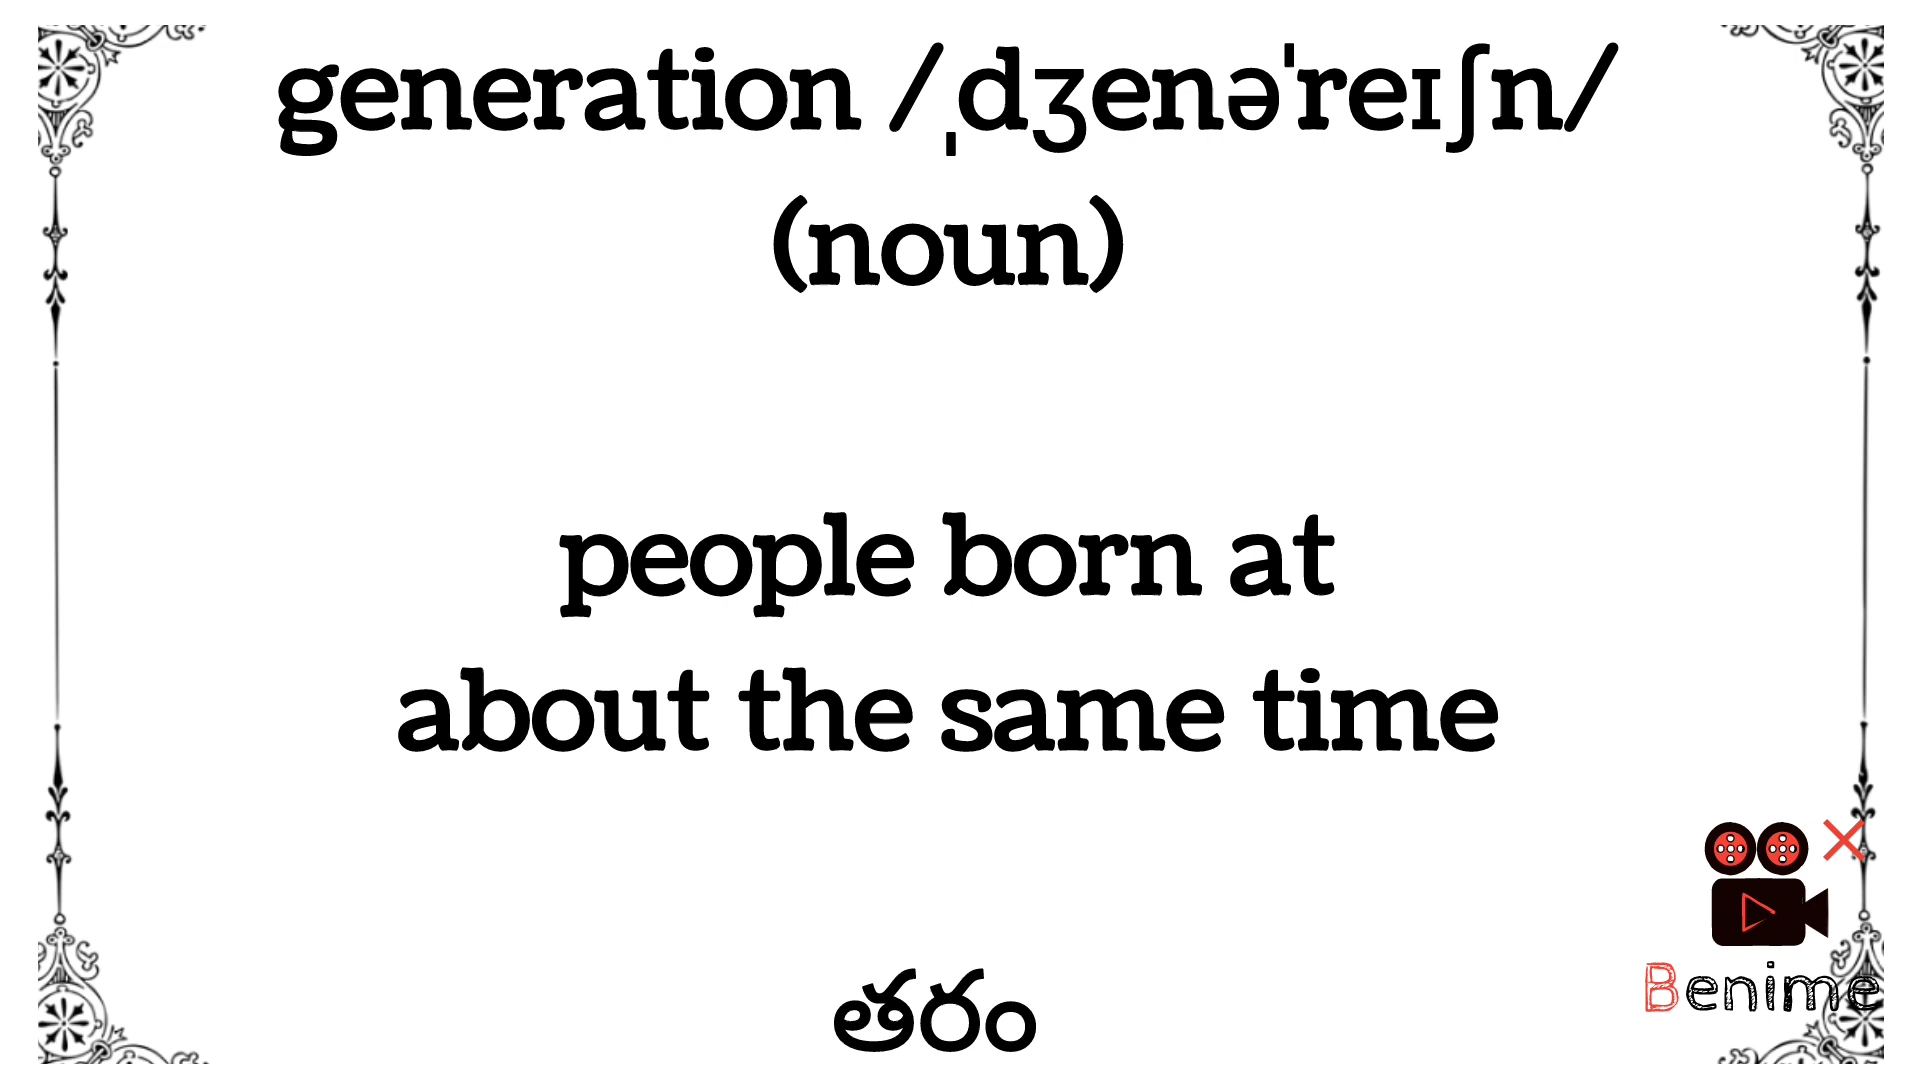 generation /ˌdʒenəˈreɪʃn/
(noun)
people born at
about the same time
తరం
Benime